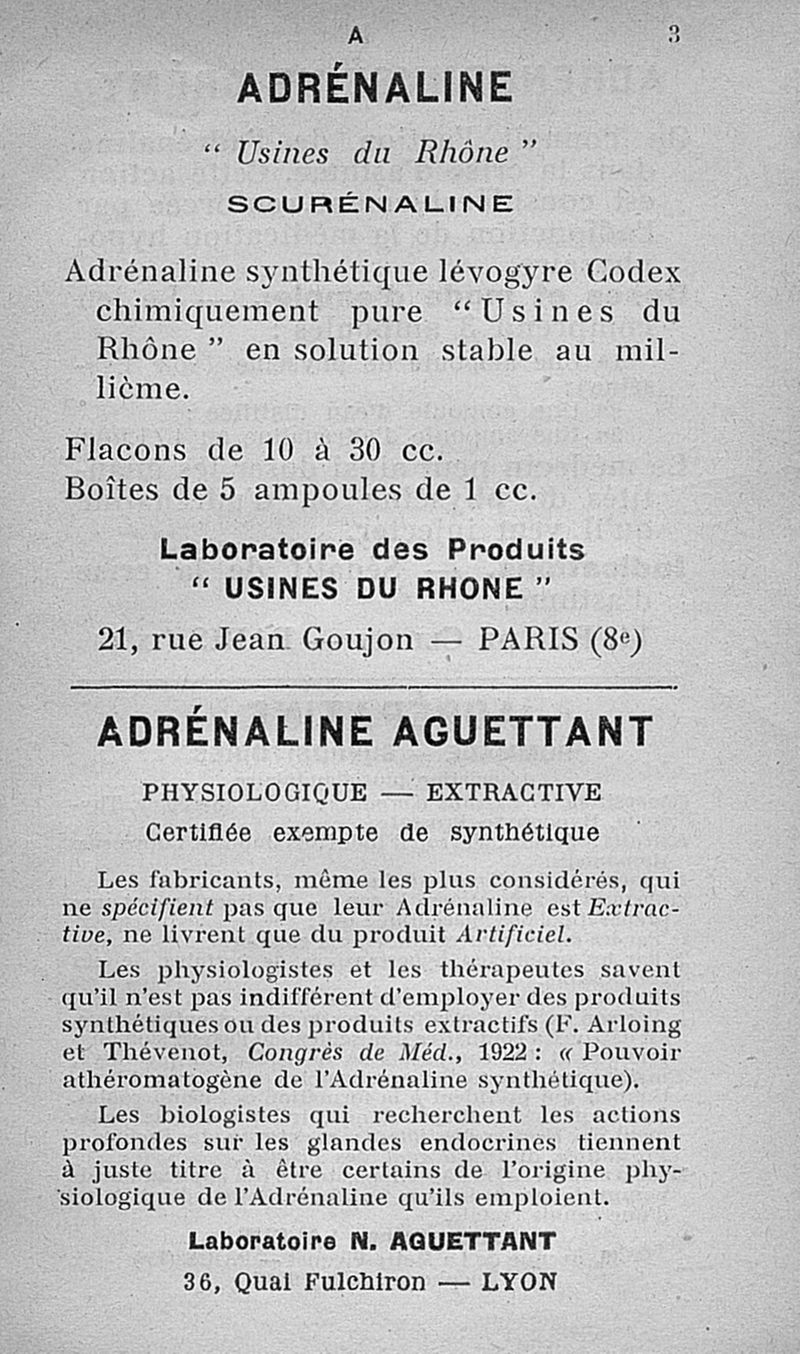 A 3
ADRÉNALINE
“ Usines du Rhône ”
SCURÉNALINE
Adrénaline synthétique lévogyre Codex
chimiquement pure “ Usines du
Rhône ” en solution stable au mil-
lième.
Flacons de 10 à 30 cc.
Boîtes de 5 ampoules de 1 cc.
Laboratoire des Produits
“ USINES DU RHONE ”
21, rue Jean Goujon — PARIS (8e)
ADRÉNALINE AGUETTANT
PHYSIOLOGIQUE — EXTRACTIVE
Certifiée exempte de synthétique
Les fabricants, même les plus considérés, qui
ne spécifient pas que leur Adrénaline est Extrac-
tive, ne livrent que du produit Artificiel.
Les physiologistes et les thérapeutes savent
qu’il n’est pas indifférent d’employer des produits
synthétiques ou des produits extractifs (F. Arloing
et Thévenot, Congrès de Méd., 1922 : « Pouvoir
athéromatogène de l’Adrénaline synthétique).
Les biologistes qui recherchent les actions
profondes sur les glandes endocrines tiennent
à juste titre à être certains de l’origine phy-
siologique de l’Adrénaline qu’ils emploient.
Laboratoire N. AGUETTANT
36, Quai Fulchiron — LYON